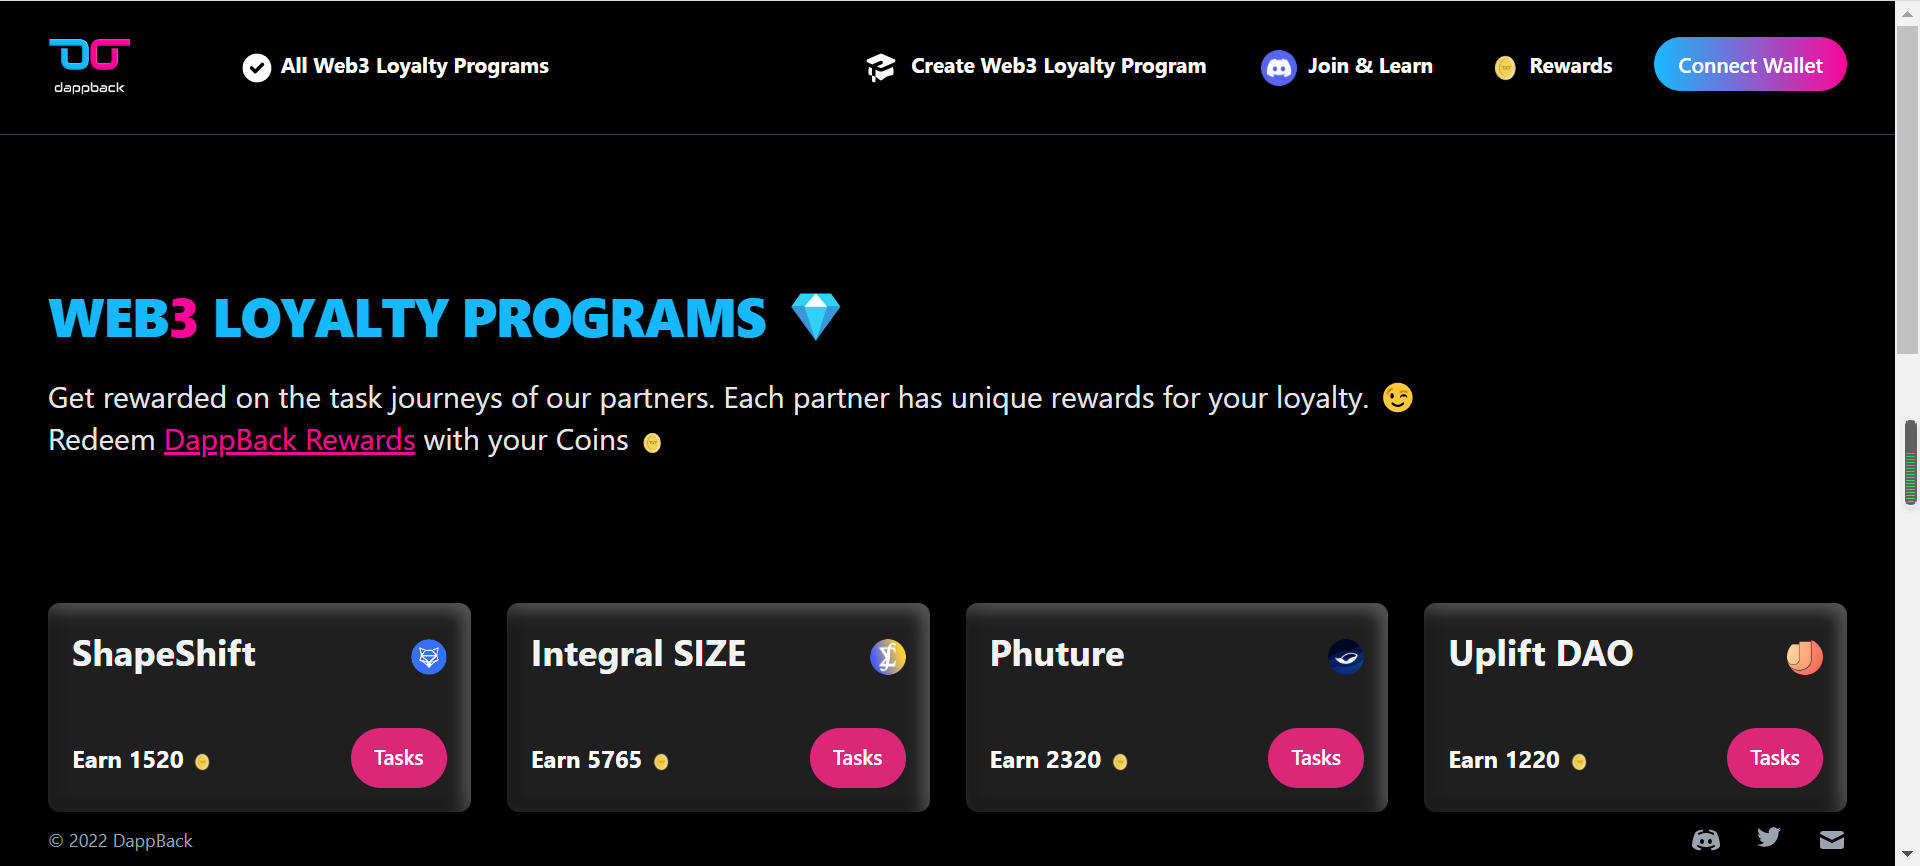 dappback
All Web3 Loyalty Programs
Create Web3 Loyalty Program
Join & Learn
Rewards
Connect Wallet
WEB3 LOYALTY PROGRAMS
Get rewarded on the task journeys of our partners. Each partner has unique rewards for your loyalty. 😉
Redeem DappBack Rewards with your Coins
ShapeShift
Earn 1520
Tasks
Integral SIZE
Earn 5765
Tasks
Phuture
Earn 2320
Tasks
Uplift DAO
Earn 1220
Tasks
© 2022 DappBack